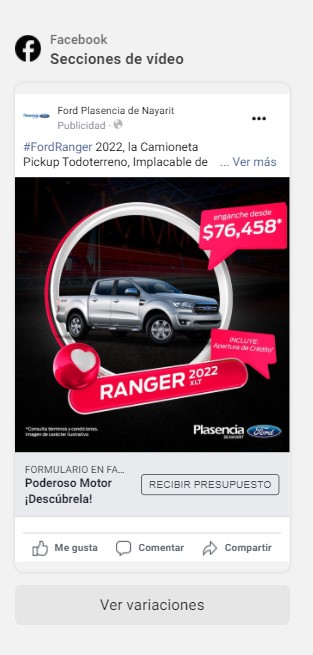 Facebook
Secciones de vídeo
Ford Plasencia de Nayarit
Publicidad ·
#FordRanger 2022, la Camioneta
Pickup Todoterreno, Implacable de ... Ver más
enganche desde
$76,458*
INCLUYE:
Apertura de Crédito*
RANGER 2022
XLT
*Consulta términos y condiciones.
Imagen de carácter ilustrativo
Plasencia Ford
DE NAYARIT
FORMULARIO EN FA...
Poderoso Motor
¡Descúbrela!
RECIBIR PRESUPUESTO
Me gusta Comentar Compartir
Ver variaciones